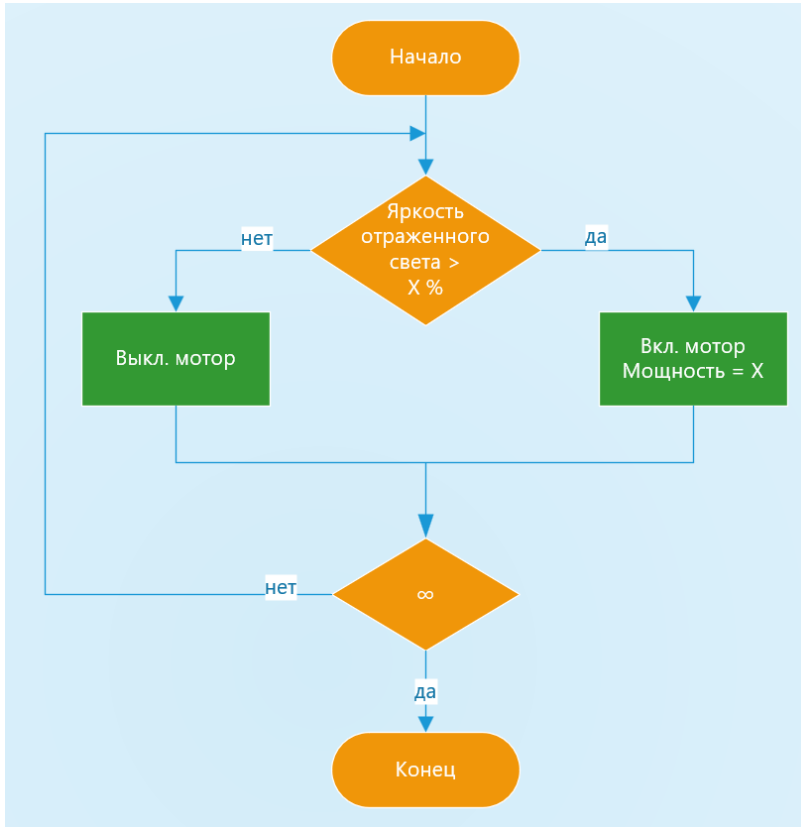 Начало
Яркость
отраженного
света >
X %
нет
да
Выкл. мотор
Вкл. мотор
Мощность = X
нет
∞
да
Конец